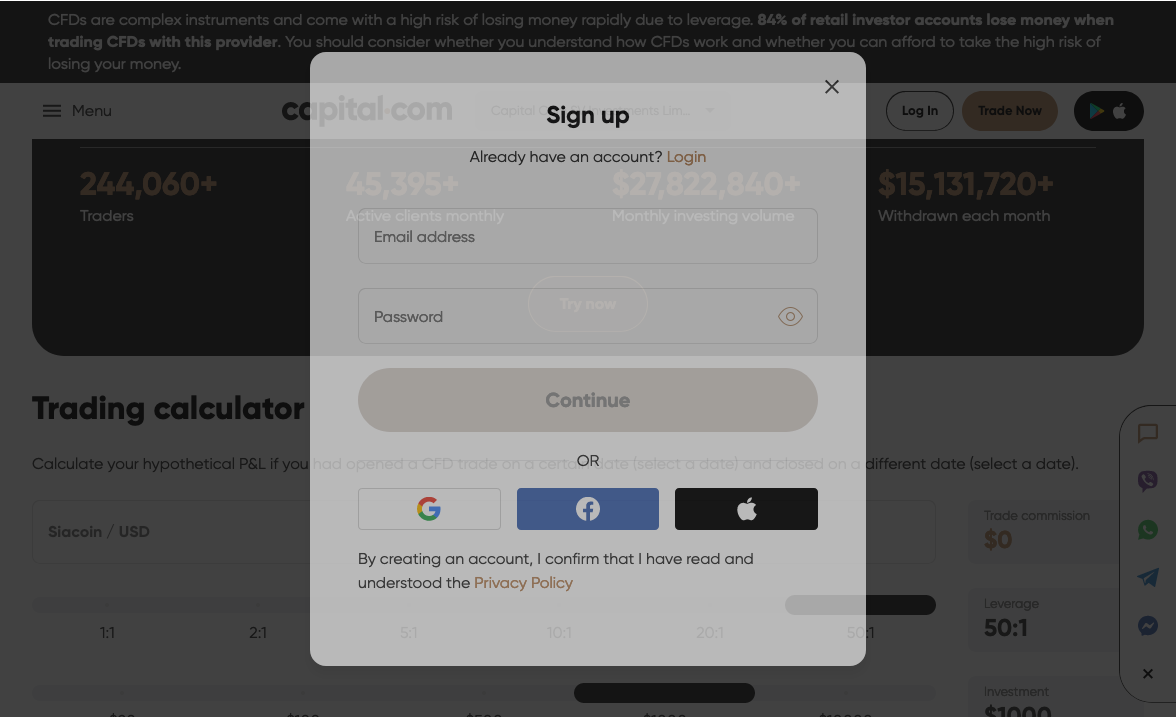 CFDs are complex instruments and come with a high risk of losing money rapidly due to leverage. 84% of retail investor accounts lose money when
trading CFDs with this provider. You should consider whether you understand how CFDs work and whether you can afford to take the high risk of
losing your money.
Menu
capital.com
Capital Com
ments Lim...
Log In
Trade Now
Sign up
Already have an account? Login
244,060+
Traders
45,395+
Active clients monthly
$27,822,840+
Monthly investing volume
$15,131,720+
Withdrawn each month
Email address
Try now
Password
Continue
Trading calculator
Calculate your hypothetical P&L if you had opened a CFD trade on a certain date (select a date) and closed on a different date (select a date).
OR
Siacoin / USD
Trade commission
$0
By creating an account, I confirm that I have read and
understood the Privacy Policy
Leverage
50:1
1:1 2:1 5:1 10:1 20:1 50:1
Investment
$1000